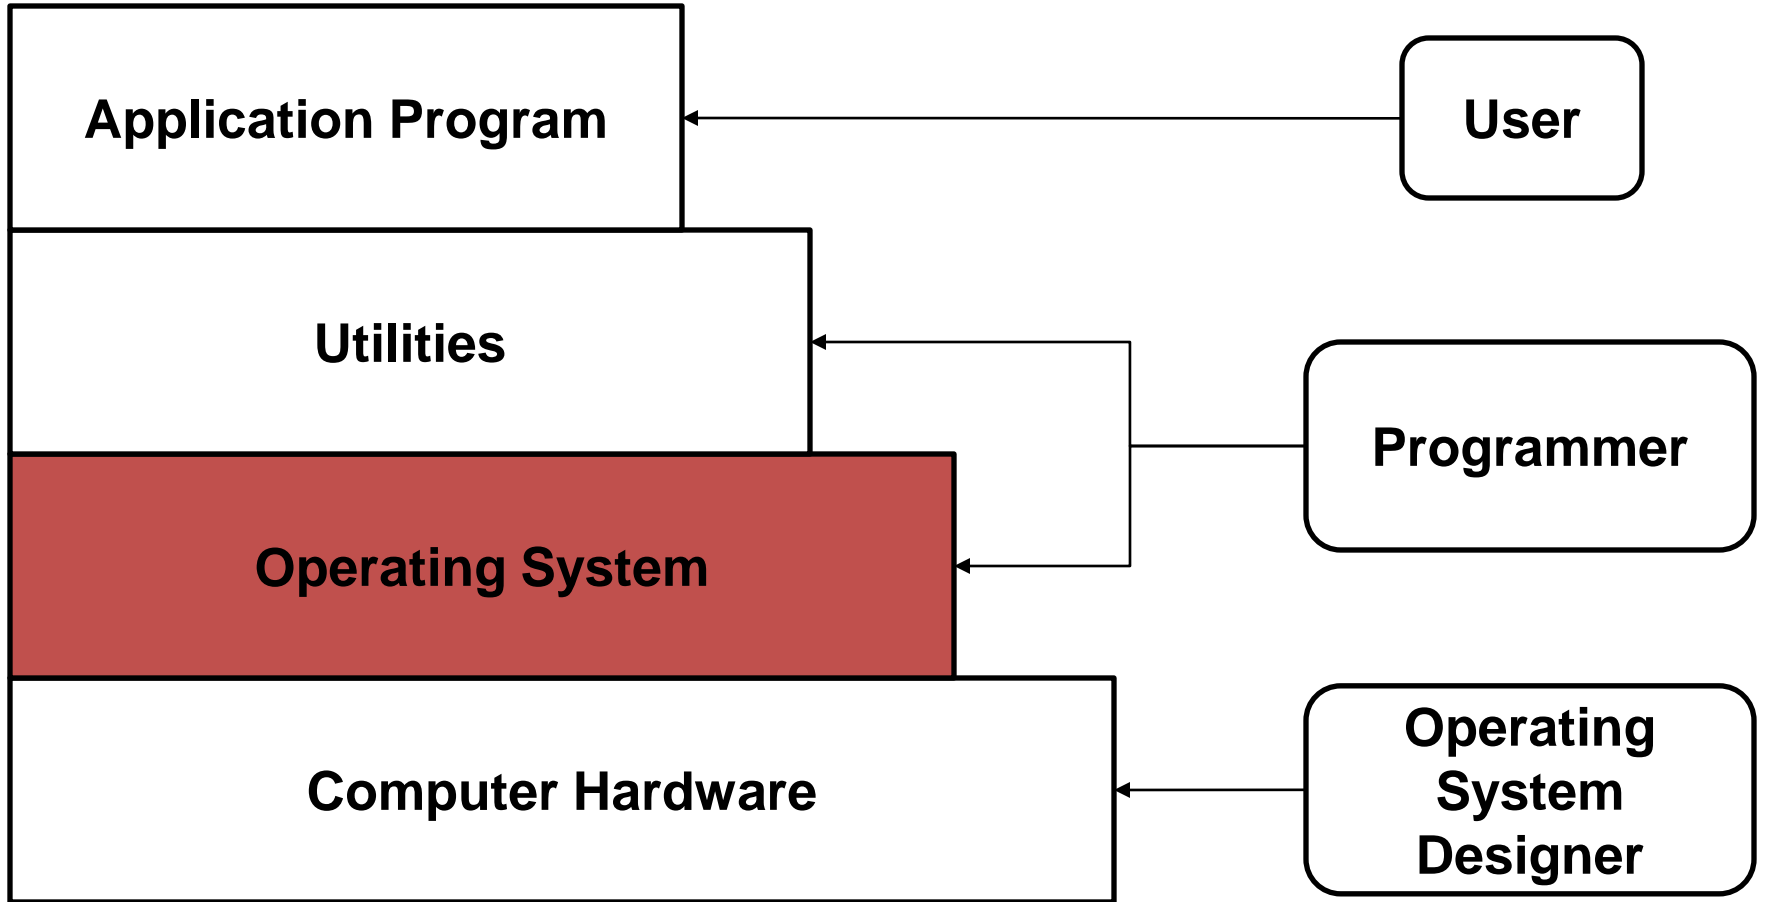 Application Program
User
Utilities
Programmer
Operating System
Computer Hardware
Operating
System
Designer